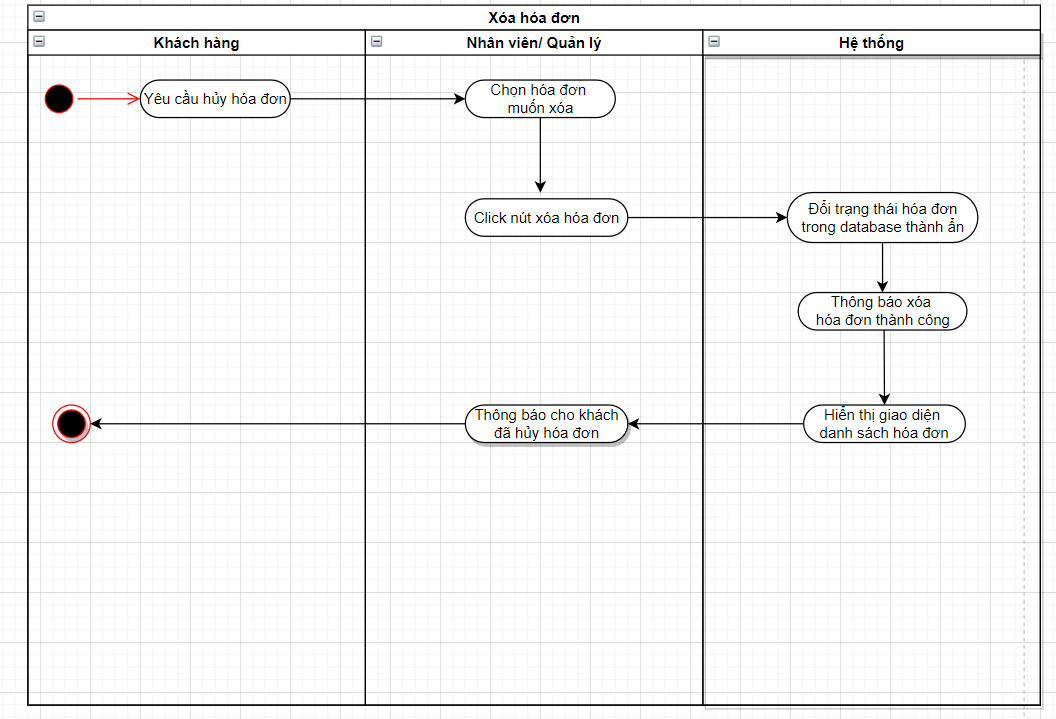 Xóa hóa đơn
Khách hàng
Nhân viên/ Quản lý
Hệ thống
Yêu cầu hủy hóa đơn
Chọn hóa đơn
muốn xóa
Click nút xóa hóa đơn
Đổi trạng thái hóa đơn
trong database thành ẩn
Thông báo xóa
hóa đơn thành công
Thông báo cho khách
đã hủy hóa đơn
Hiển thị giao diện
danh sách hóa đơn